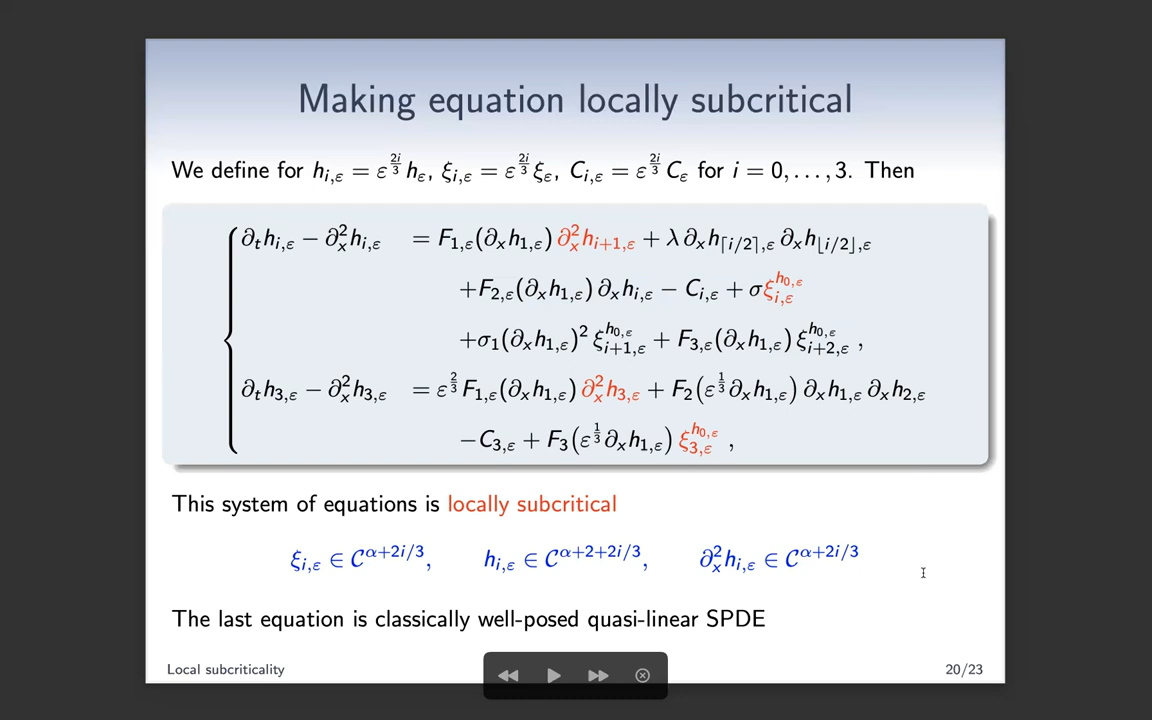 Making equation locally subcritical
We define for h_{i,ε} = ε^{2i/3} h_ε, ξ_{i,ε} = ε^{2i/3} ξ_ε, C_{i,ε} = ε^{2i/3} C_ε for i = 0, . . . , 3. Then
∂_t h_{i,ε} − ∂_x^2 h_{i,ε} = F_{1,ε}(∂_x h_{1,ε}) ∂_x^2 h_{i+1,ε} + λ ∂_x h_{⌈i/2⌉,ε} ∂_x h_{⌊i/2⌋,ε}
+F_{2,ε}(∂_x h_{1,ε}) ∂_x h_{i,ε} − C_{i,ε} + σξ_{i,ε}^{h_{0,ε}}
+σ_1(∂_x h_{1,ε})^2 ξ_{i+1,ε}^{h_{0,ε}} + F_{3,ε}(∂_x h_{1,ε}) ξ_{i+2,ε}^{h_{0,ε}} ,
∂_t h_{3,ε} − ∂_x^2 h_{3,ε} = ε^{2/3} F_{1,ε}(∂_x h_{1,ε}) ∂_x^2 h_{3,ε} + F_2(ε^{1/3} ∂_x h_{1,ε}) ∂_x h_{1,ε} ∂_x h_{2,ε}
−C_{3,ε} + F_3(ε^{1/3} ∂_x h_{1,ε}) ξ_{3,ε}^{h_{0,ε}} ,
This system of equations is locally subcritical
ξ_{i,ε} ∈ C^{α+2i/3}, h_{i,ε} ∈ C^{α+2+2i/3}, ∂_x^2 h_{i,ε} ∈ C^{α+2i/3}
The last equation is classically well-posed quasi-linear SPDE
Local subcriticality 20/23